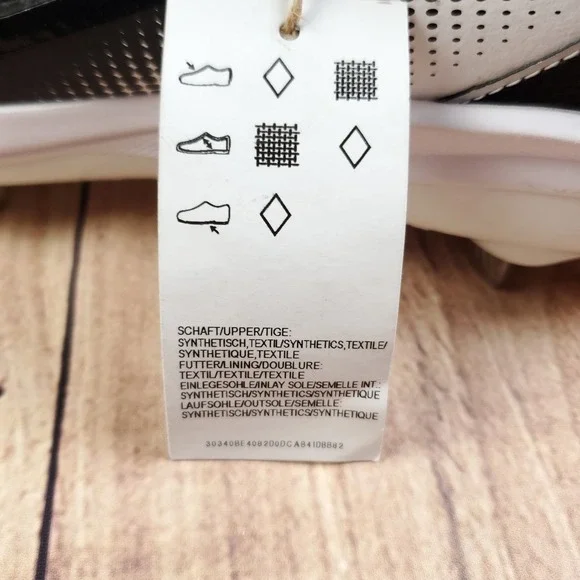 SCHAFT/UPPER/TIGE:
SYNTHETISCH,TEXTIL/SYNTHETICS,TEXTILE/
SYNTHETIQUE,TEXTILE
FUTTER/LINING/DOUBLURE:
TEXTIL/TEXTILE/TEXTILE
EINLEGESOHLE/INLAY SOLE/SEMELLE INT.:
SYNTHETISCH/SYNTHETICS/SYNTHETIQUE
LAUFSOHLE/OUTSOLE/SEMELLE:
SYNTHETISCH/SYNTHETICS/SYNTHETIQUE